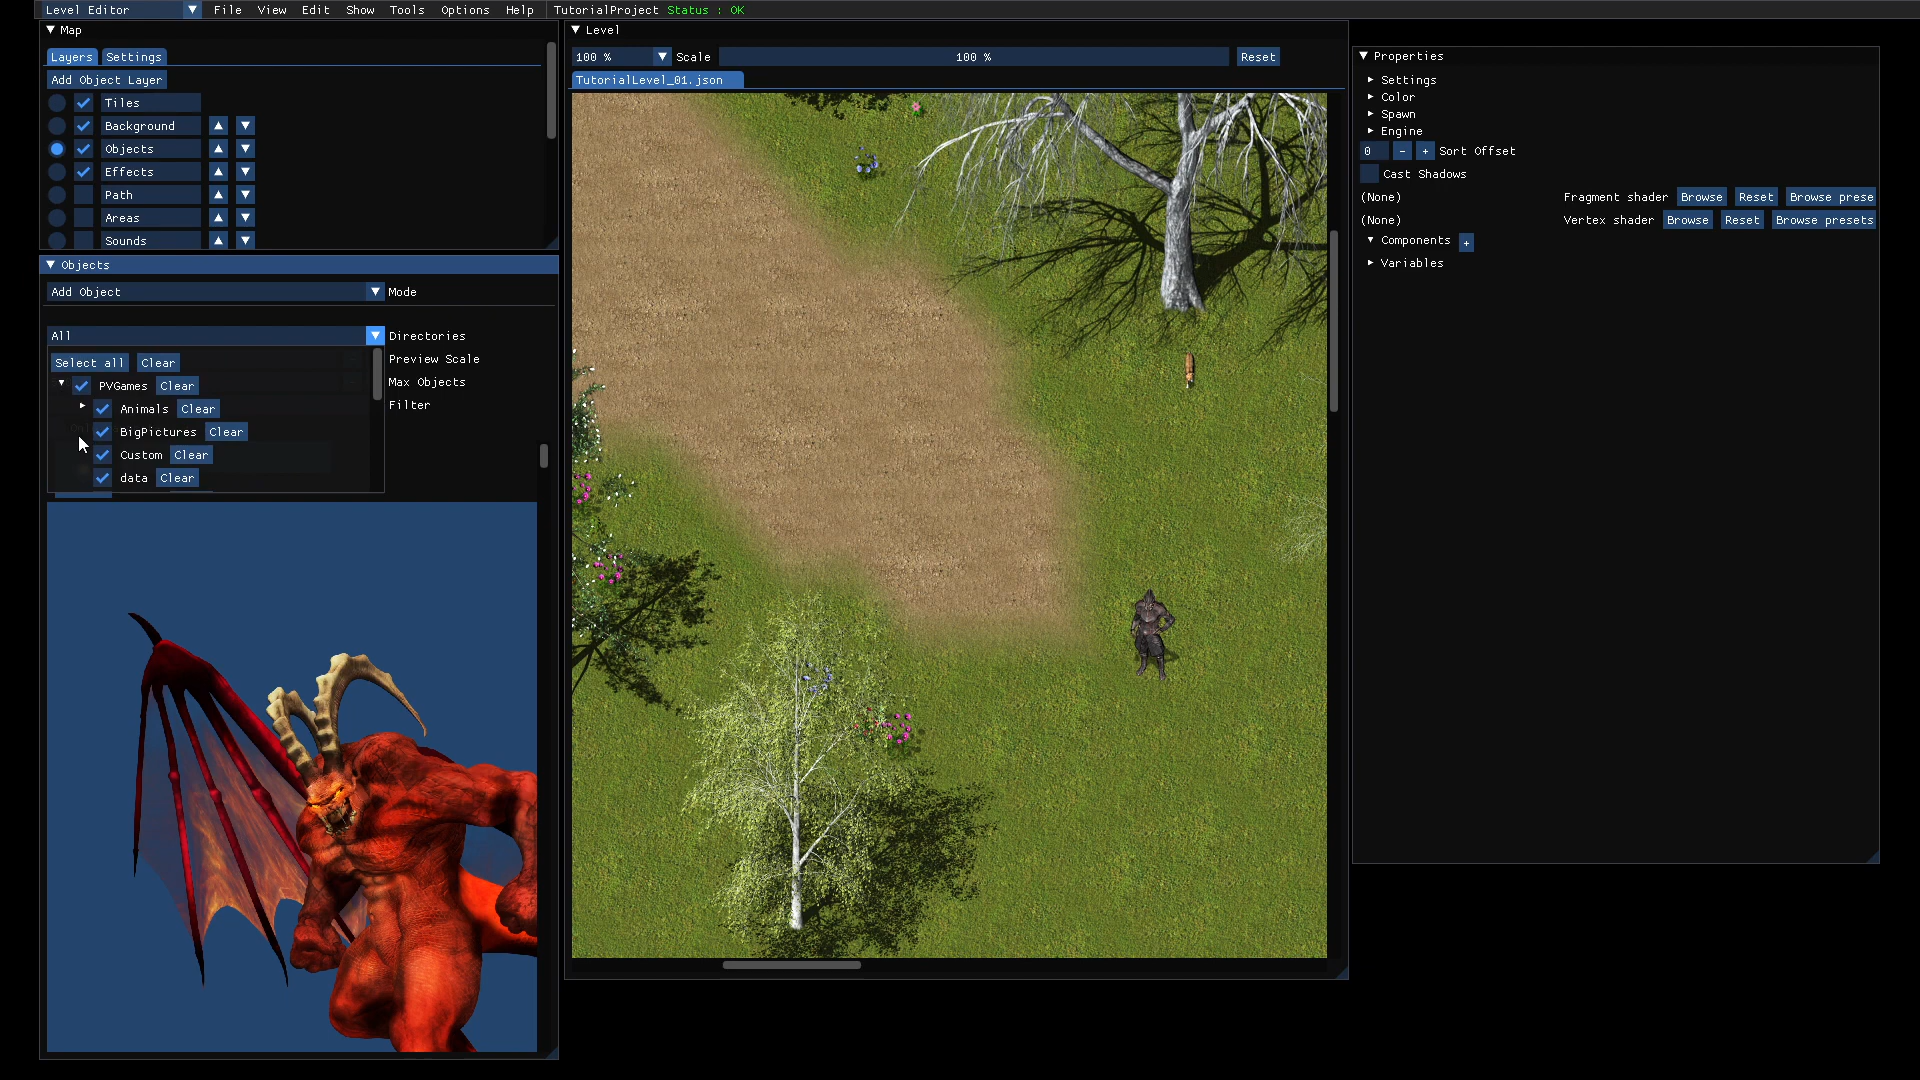 Level Editor File View Edit Show Tools Options Help TutorialProject Status : OK
Map
Layers Settings
Add Object Layer
Tiles
Background
Objects
Effects
Path
Areas
Sounds
Objects
Add Object Mode
All Directories
Select all Clear Preview Scale
PVGames Clear Max Objects
Animals Clear Filter
BigPictures Clear
Custom Clear
data Clear
Level
100 % Scale 100 % Reset
TutorialLevel_01.json
Properties
Settings
Color
Spawn
Engine
0 - + Sort Offset
Cast Shadows
(None) Fragment shader Browse Reset Browse prese
(None) Vertex shader Browse Reset Browse presets
Components +
Variables